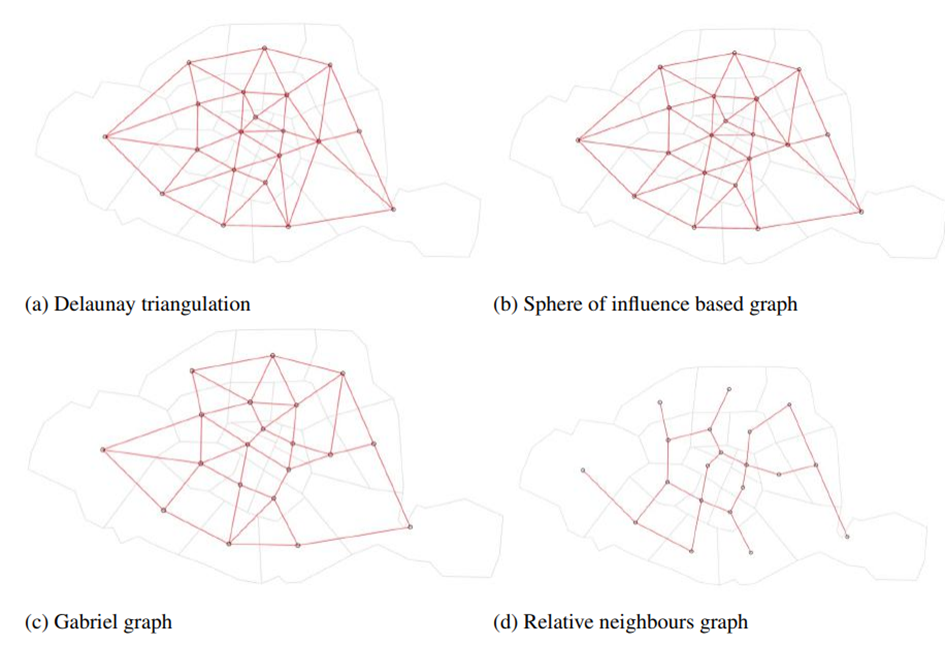 (a) Delaunay triangulation
(b) Sphere of influence based graph
(c) Gabriel graph
(d) Relative neighbours graph